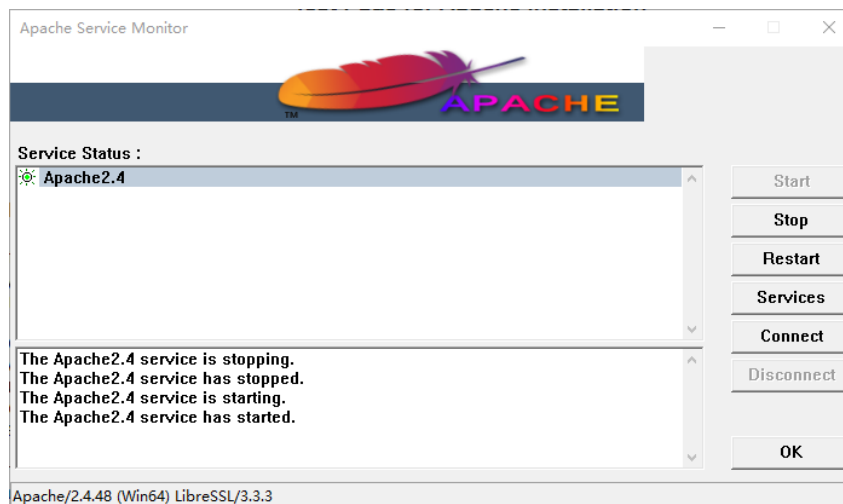 Apache Service Monitor
APACHE
TM
Service Status :
Apache2.4
Start
Stop
Restart
Services
Connect
Disconnect
The Apache2.4 service is stopping.
The Apache2.4 service has stopped.
The Apache2.4 service is starting.
The Apache2.4 service has started.
OK
Apache/2.4.48 (Win64) LibreSSL/3.3.3